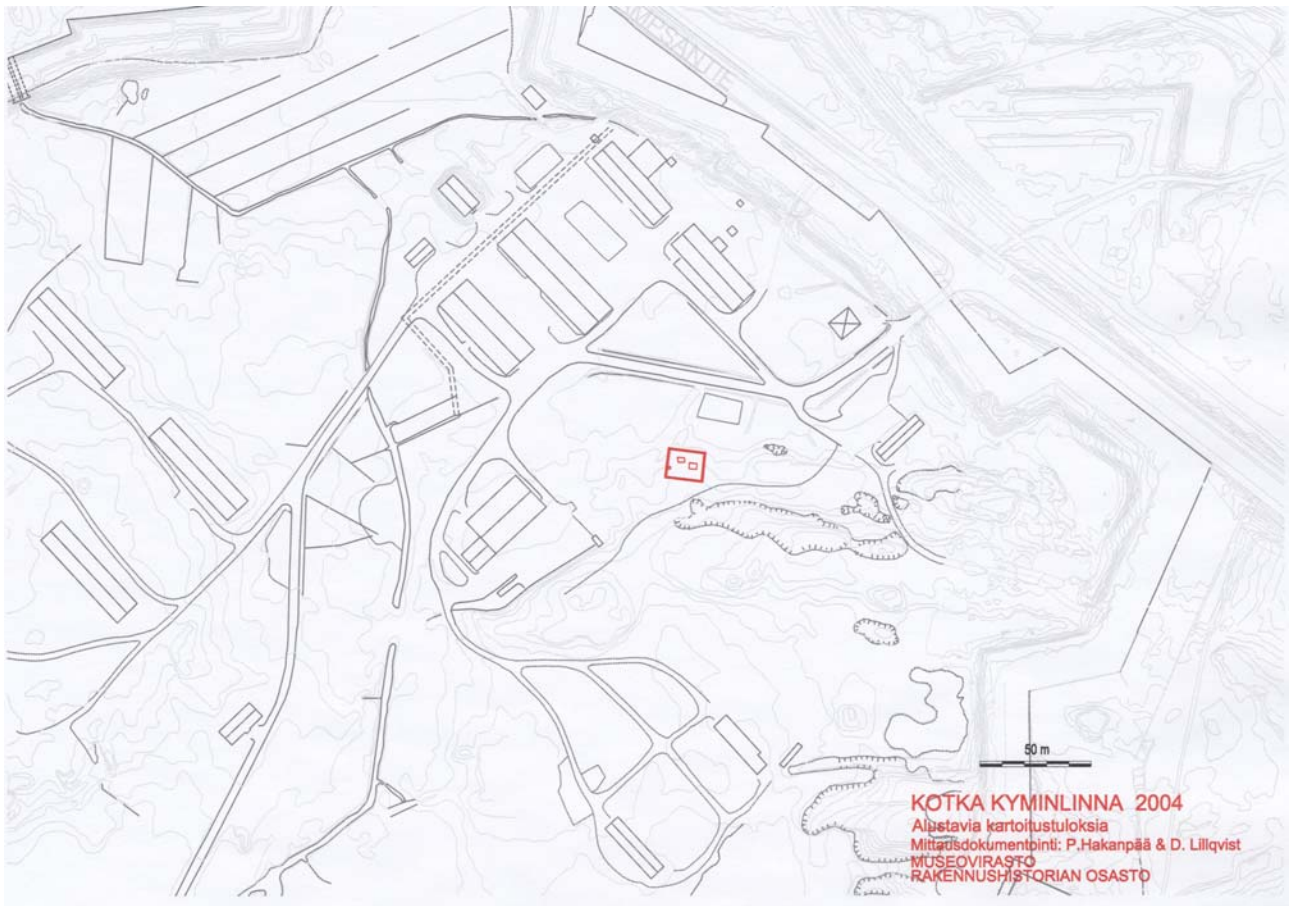 50 m
KOTKA KYMINLINNA 2004
Alustavia kartoitustuloksia
Mittausdokumentointi: P.Hakanpää & D. Lillqvist
MUSEOVIRASTO
RAKENNUSHISTORIAN OSASTO